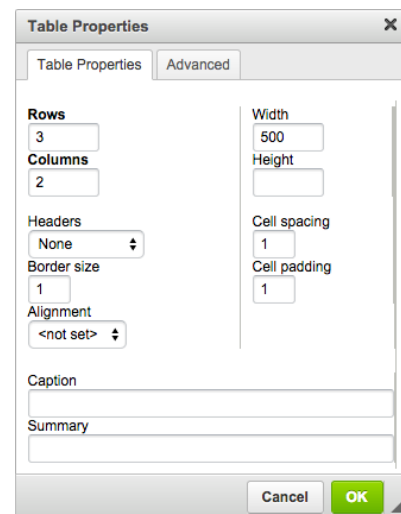 Table Properties
Table Properties Advanced
Rows
3
Columns
2
Width
500
Height
Headers
None
Border size
1
Alignment
<not set>
Cell spacing
1
Cell padding
1
Caption
Summary
Cancel OK